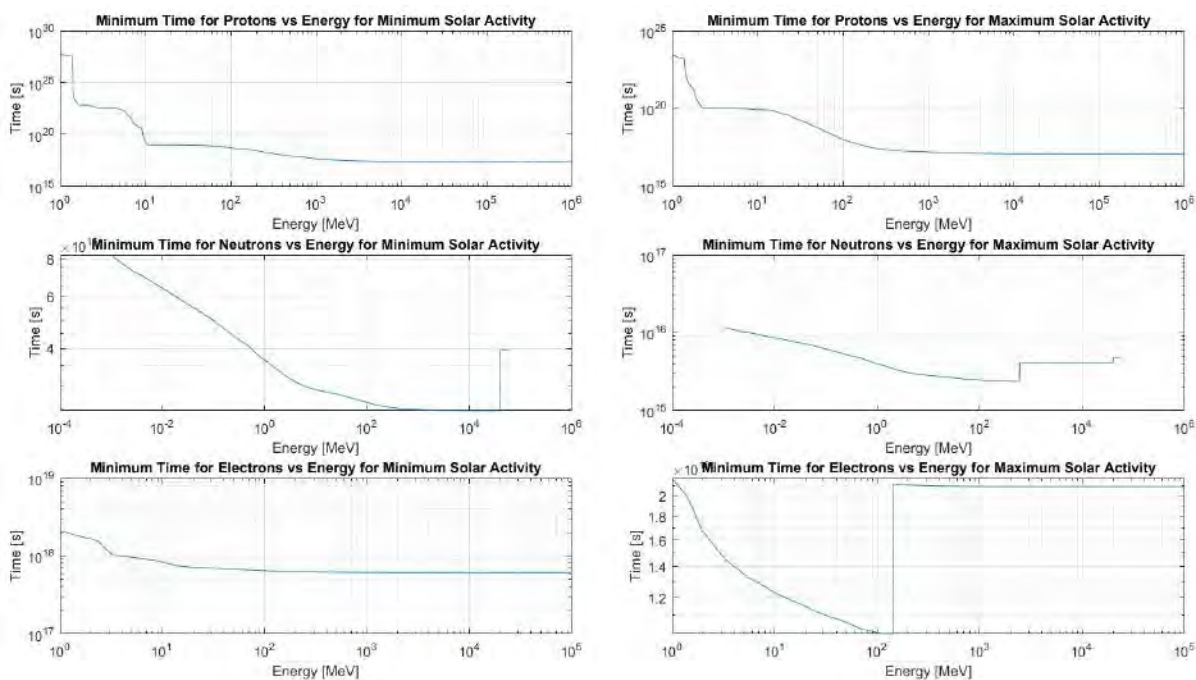 Minimum Time for Protons vs Energy for Minimum Solar Activity
10^30
10^25
10^20
10^15
Time [s]
10^0 10^1 10^2 10^3 10^4 10^5 10^6
Energy [MeV]
Minimum Time for Protons vs Energy for Maximum Solar Activity
10^25
10^20
10^15
Time [s]
10^0 10^1 10^2 10^3 10^4 10^5 10^6
Energy [MeV]
Minimum Time for Neutrons vs Energy for Minimum Solar Activity
8
6
4
Time [s]
10^-4 10^-2 10^0 10^2 10^4 10^6
Energy [MeV]
Minimum Time for Neutrons vs Energy for Maximum Solar Activity
10^17
10^16
10^15
Time [s]
10^-4 10^-2 10^0 10^2 10^4 10^6
Energy [MeV]
Minimum Time for Electrons vs Energy for Minimum Solar Activity
10^19
10^18
10^17
Time [s]
10^0 10^1 10^2 10^3 10^4 10^5
Energy [MeV]
Minimum Time for Electrons vs Energy for Maximum Solar Activity
2
1.8
1.6
1.4
1.2
Time [s]
10^0 10^1 10^2 10^3 10^4 10^5
Energy [MeV]